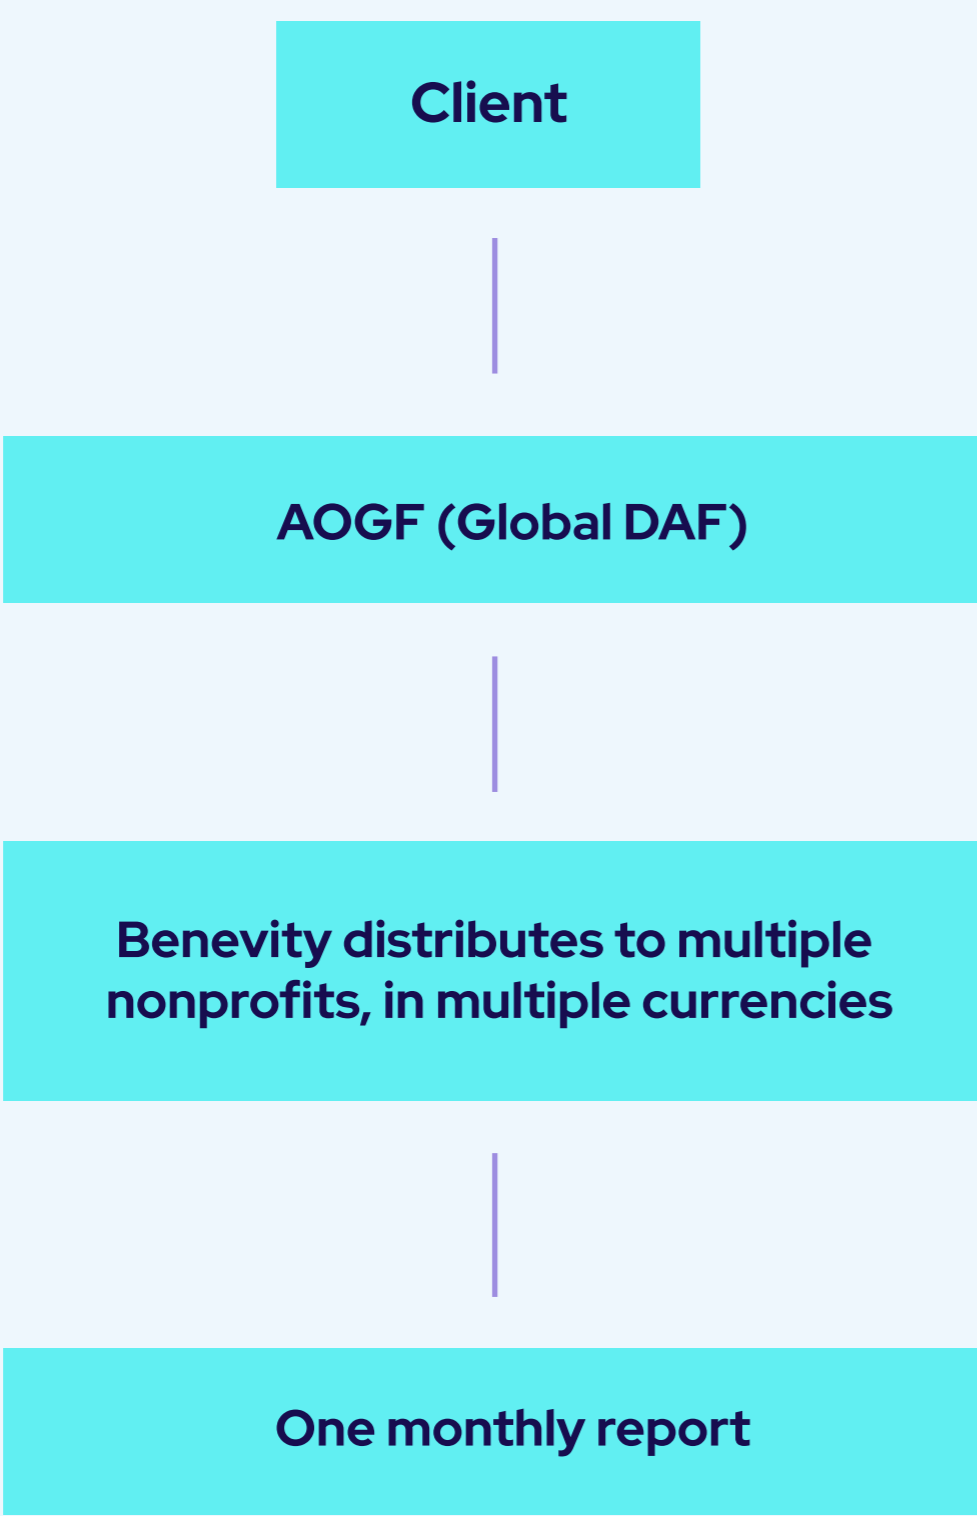 Client
AOGF (Global DAF)
Benevity distributes to multiple
nonprofits, in multiple currencies
One monthly report